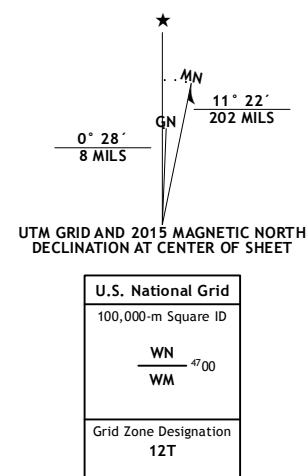 ★
MN
11° 22´
202 MILS
GN
0° 28´
8 MILS
UTM GRID AND 2015 MAGNETIC NORTH
DECLINATION AT CENTER OF SHEET
U.S. National Grid
100,000-m Square ID
WN
4700
WM
Grid Zone Designation
12T